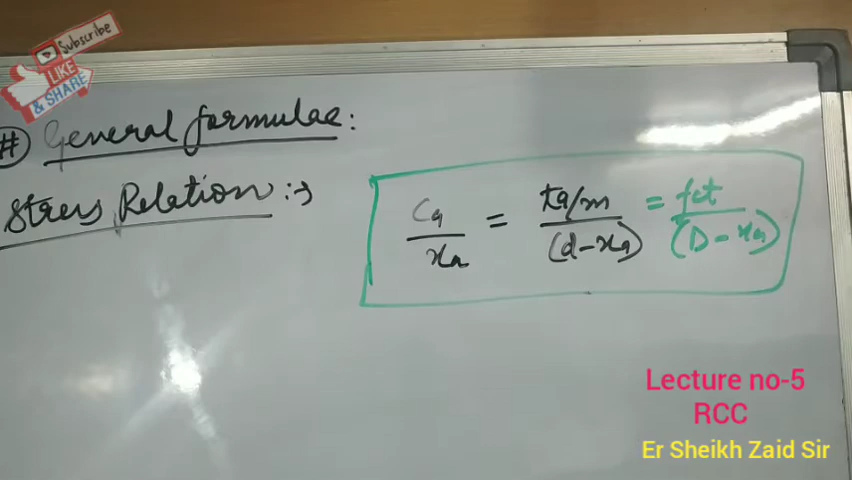 Subscribe
LIKE
& SHARE
# General formulae:
Stress Relation :→
Ca/xa = ta/m/(d-xa) = fct/(D-xa)
Lecture no-5
RCC
Er Sheikh Zaid Sir